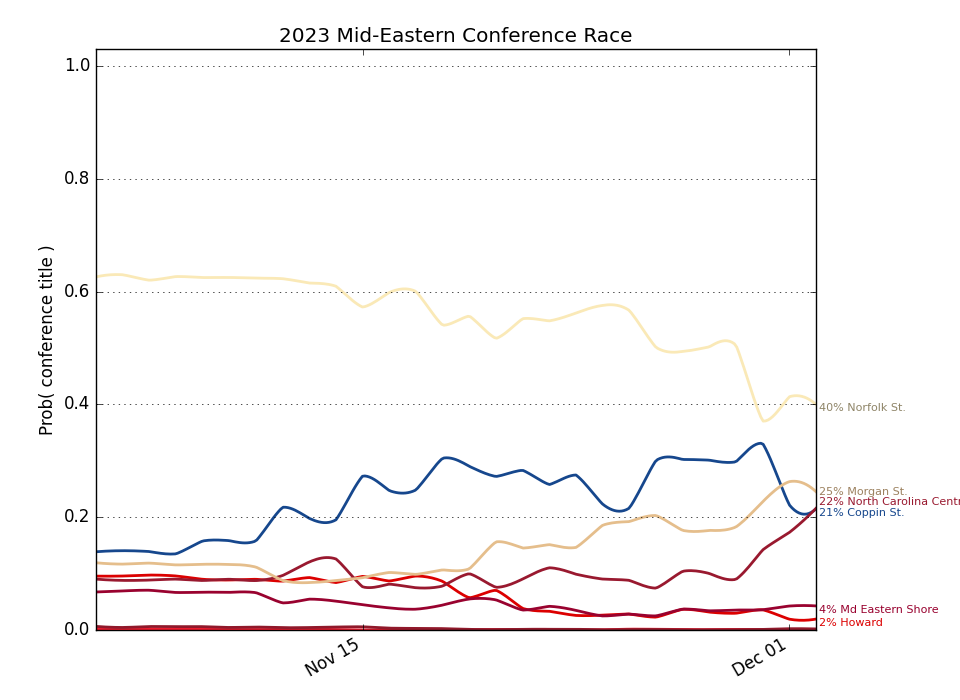 2023 Mid-Eastern Conference Race
1.0
0.8
0.6
0.4
0.2
0.0
Prob( conference title )
Nov 15
Dec 01
40% Norfolk St.
25% Morgan St.
22% North Carolina Centr
21% Coppin St.
4% Md Eastern Shore
2% Howard